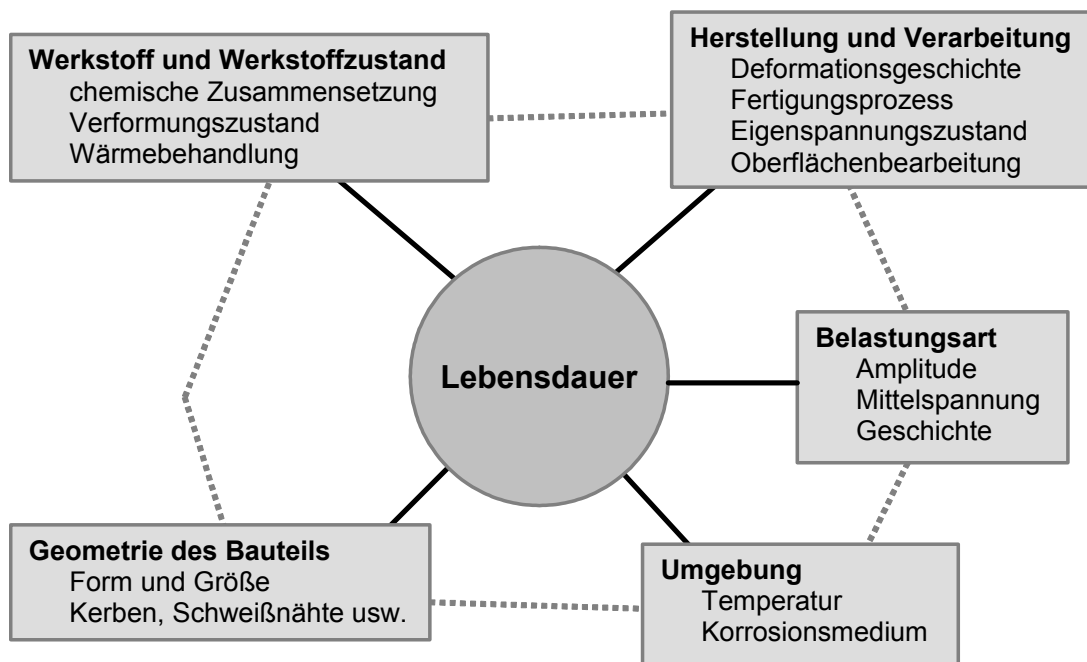 Werkstoff und Werkstoffzustand
chemische Zusammensetzung
Verformungszustand
Wärmebehandlung
Herstellung und Verarbeitung
Deformationsgeschichte
Fertigungsprozess
Eigenspannungszustand
Oberflächenbearbeitung
Lebensdauer
Belastungsart
Amplitude
Mittelspannung
Geschichte
Geometrie des Bauteils
Form und Größe
Kerben, Schweißnähte usw.
Umgebung
Temperatur
Korrosionsmedium